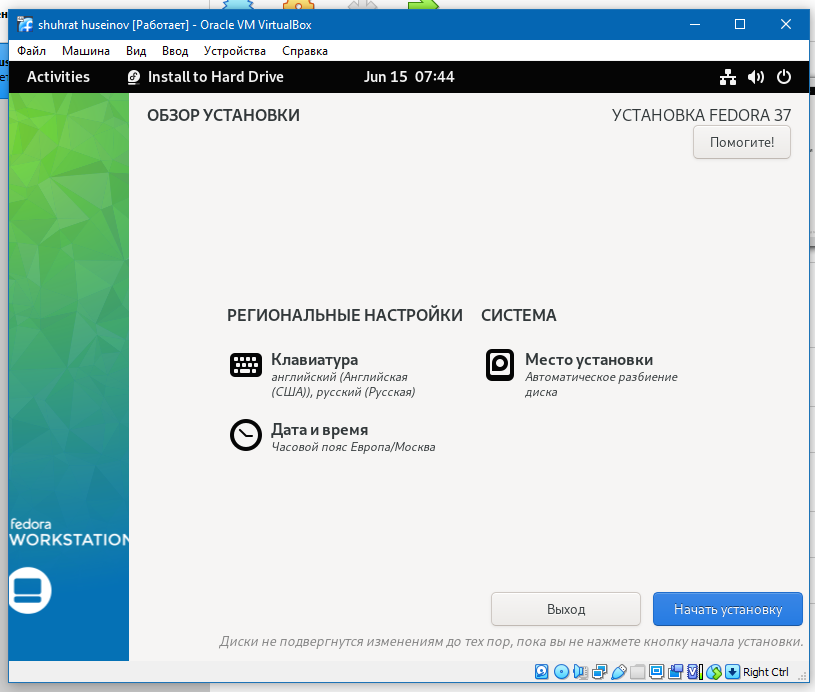 shuhrat huseinov [Работает] - Oracle VM VirtualBox
Файл Машина Вид Ввод Устройства Справка
Activities Install to Hard Drive Jun 15 07:44
ОБЗОР УСТАНОВКИ
УСТАНОВКА FEDORA 37
Помогите!
РЕГИОНАЛЬНЫЕ НАСТРОЙКИ
Клавиатура
английский (Английская
(США)), русский (Русская)
Дата и время
Часовой пояс Европа/Москва
СИСТЕМА
Место установки
Автоматическое разбиение
диска
fedora
WORKSTATION
Выход
Начать установку
Диски не подвергнутся изменениям до тех пор, пока вы не нажмете кнопку начала установки.
Right Ctrl